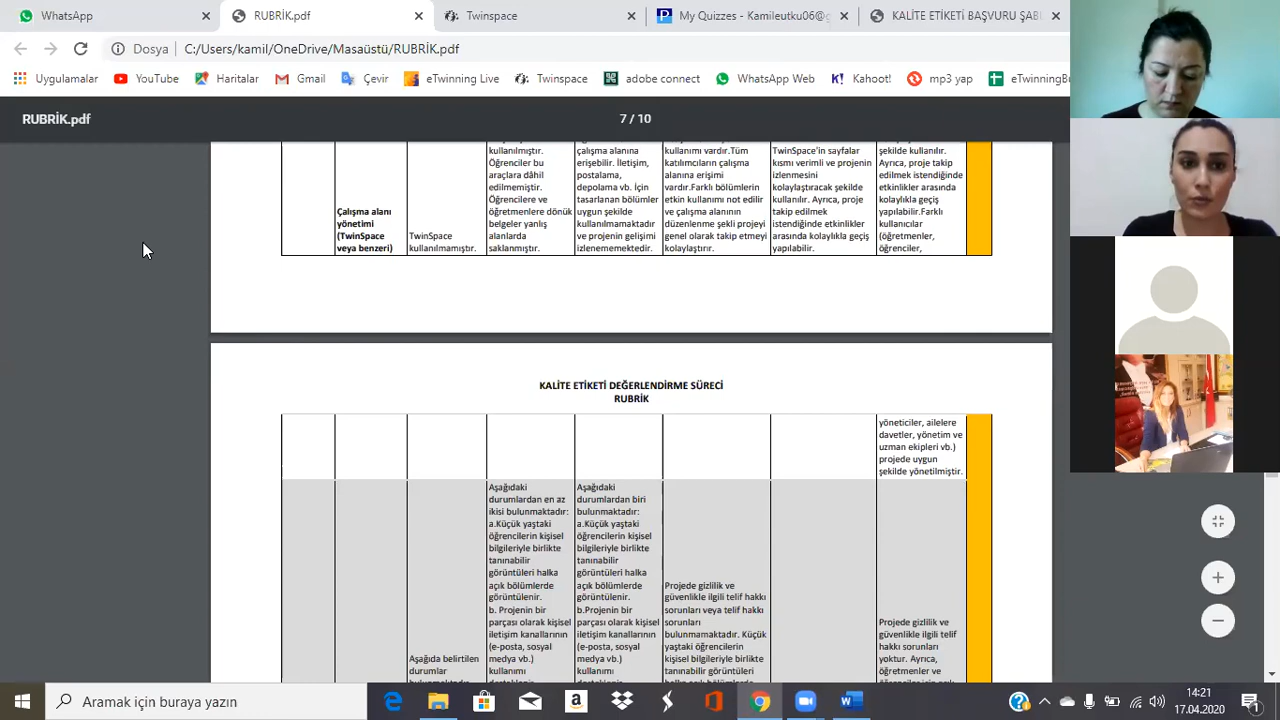 WhatsApp
RUBRİK.pdf
Twinspace
My Quizzes - Kamileutku06@g
KALİTE ETİKETİ BAŞVURU ŞABL
Dosya
C:/Users/kamil/OneDrive/Masaüstü/RUBRİK.pdf
Uygulamalar
YouTube
Haritalar
Gmail
Çevir
eTwinning Live
Twinspace
adobe connect
WhatsApp Web
Kahoot!
mp3 yap
eTwinningBu
RUBRİK.pdf
7 / 10
Çalışma alanı
yönetimi
(TwinSpace
veya benzeri)
TwinSpace
kullanılmamıştır.
kullanılmıştır.
Öğrenciler bu
araçlara dâhil
edilmemiştir.
Öğrencilere ve
öğretmenlere dönük
belgeler yanlış
alanlarda
saklanmıştır.
çalışma alanına
erişebilir. İletişim,
postalama,
depolama vb. İçin
tasarlanan bölümler
uygun şekilde
kullanılmamaktadır
ve projenin gelişimi
izlenememektedir.
kullanımı vardır.Tüm
katılımcıların çalışma
alanına erişimi
vardır.Farklı bölümlerin
etkin kullanımı not edilir
ve çalışma alanının
düzenlenme şekli projeyi
genel olarak takip etmeyi
kolaylaştırır.
TwinSpace'in sayfalar
kısmı verimli ve projenin
izlenmesini
kolaylaştıracak şekilde
kullanılır. Ayrıca, proje
takip edilmek
istendiğinde etkinlikler
arasında kolaylıkla geçiş
yapılabilir.
şekilde kullanılır.
Ayrıca, proje takip
edilmek istendiğinde
etkinlikler arasında
kolaylıkla geçiş
yapılabilir.Farklı
kullanıcılar
(öğretmenler,
öğrenciler,
KALİTE ETİKETİ DEĞERLENDİRME SÜRECİ
RUBRİK
yöneticiler, ailelere
davetler, yönetim ve
uzman ekipleri vb.)
projede uygun
şekilde yönetilmiştir.
Aşağıda belirtilen
durumlar
Aşağıdaki
durumlardan en az
ikisi bulunmaktadır:
a.Küçük yaştaki
öğrencilerin kişisel
bilgileriyle birlikte
tanınabilir
görüntüleri halka
açık bölümlerde
görüntülenir.
b. Projenin bir
parçası olarak kişisel
iletişim kanallarının
(e-posta, sosyal
medya vb.)
kullanımı
Aşağıdaki
durumlardan biri
bulunmaktadır:
a.Küçük yaştaki
öğrencilerin kişisel
bilgileriyle birlikte
tanınabilir
görüntüleri halka
açık bölümlerde
görüntülenir.
b.Projenin bir
parçası olarak kişisel
iletişim kanallarının
(e-posta, sosyal
medya vb.)
kullanımı
Projede gizlilik ve
güvenlikle ilgili telif hakkı
sorunları veya telif hakkı
sorunları
bulunmamaktadır. Küçük
yaştaki öğrencilerin
kişisel bilgileriyle birlikte
tanınabilir görüntüleri
Projede gizlilik ve
güvenlikle ilgili telif
hakkı sorunları
yoktur. Ayrıca,
öğretmenler ve
Aramak için buraya yazın
14:21
17.04.2020